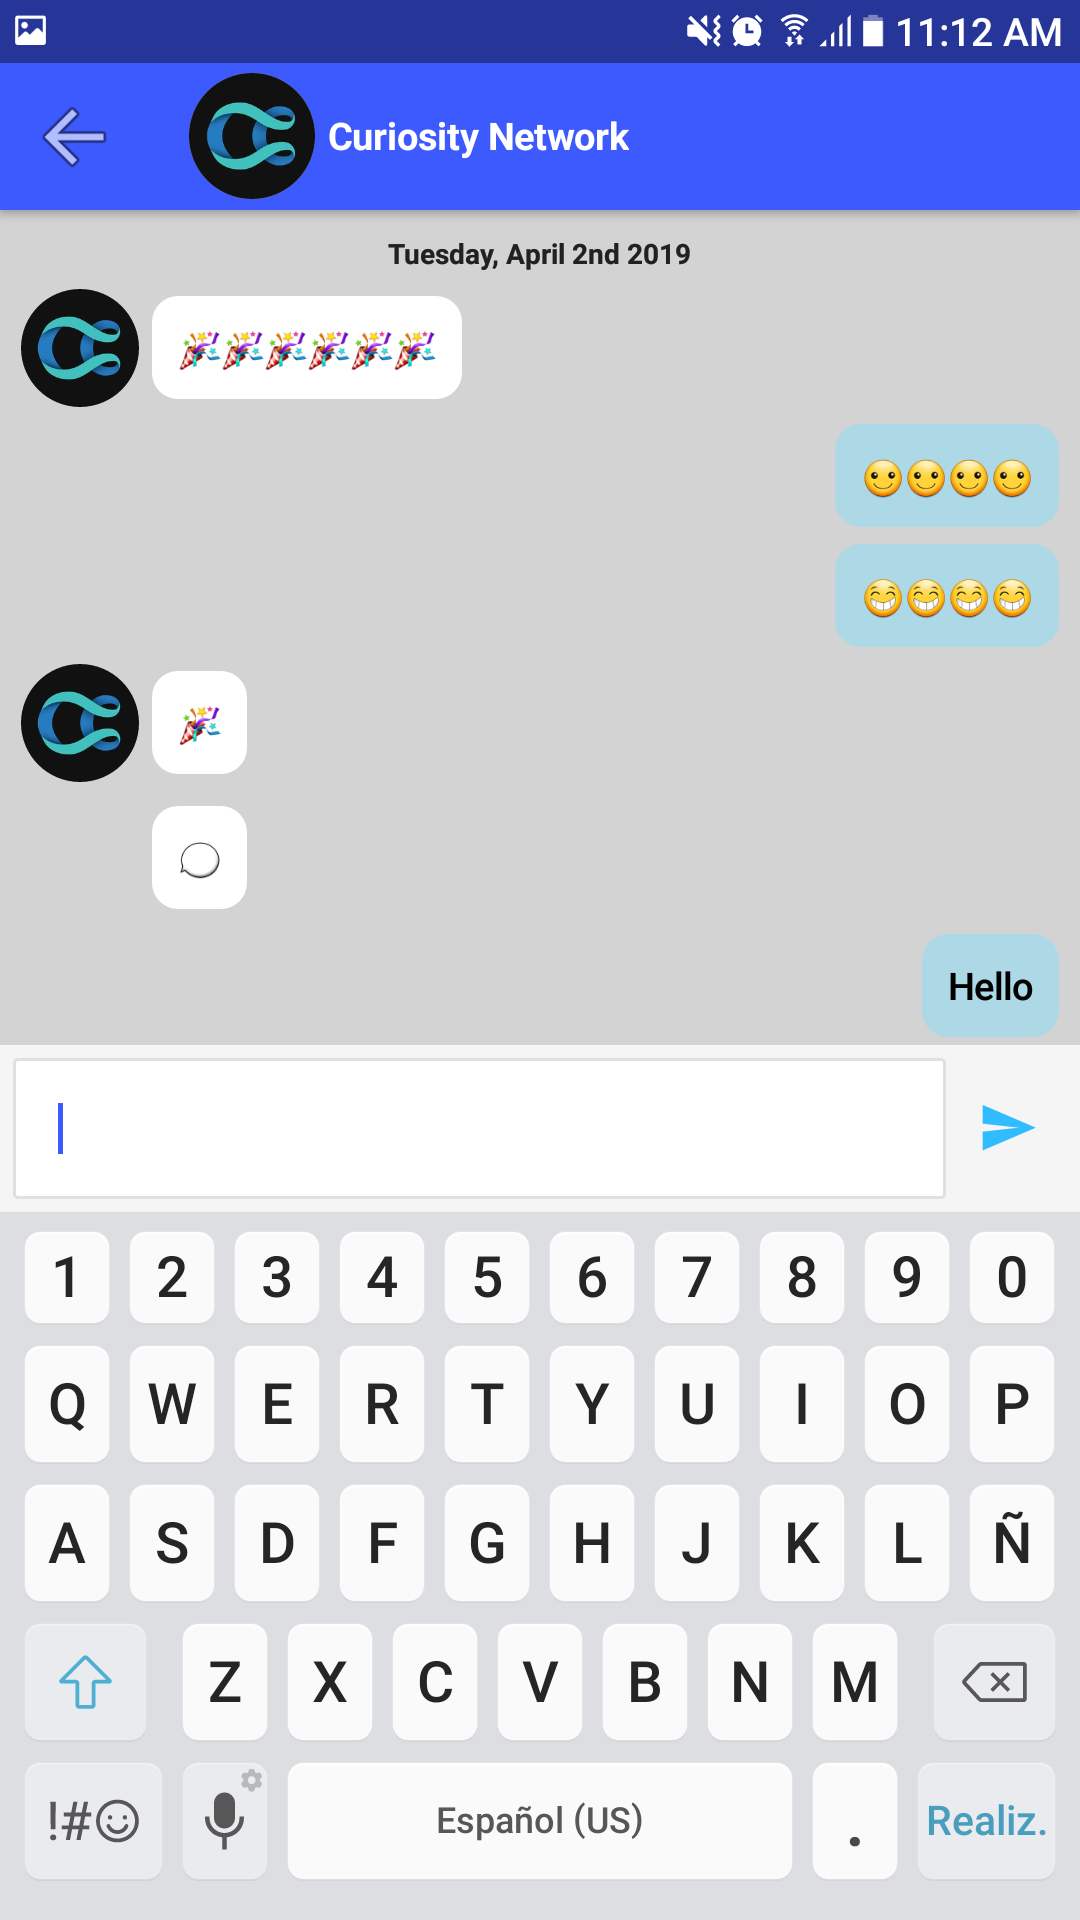 11:12 AM
Curiosity Network
Tuesday, April 2nd 2019
🎉🎉🎉🎉🎉🎉
🙂🙂🙂🙂
😁😁😁😁
🎉
💭
Hello
1 2 3 4 5 6 7 8 9 0
Q W E R T Y U I O P
A S D F G H J K L Ñ
Z X C V B N M
!#☺ Español (US) . Realiz.